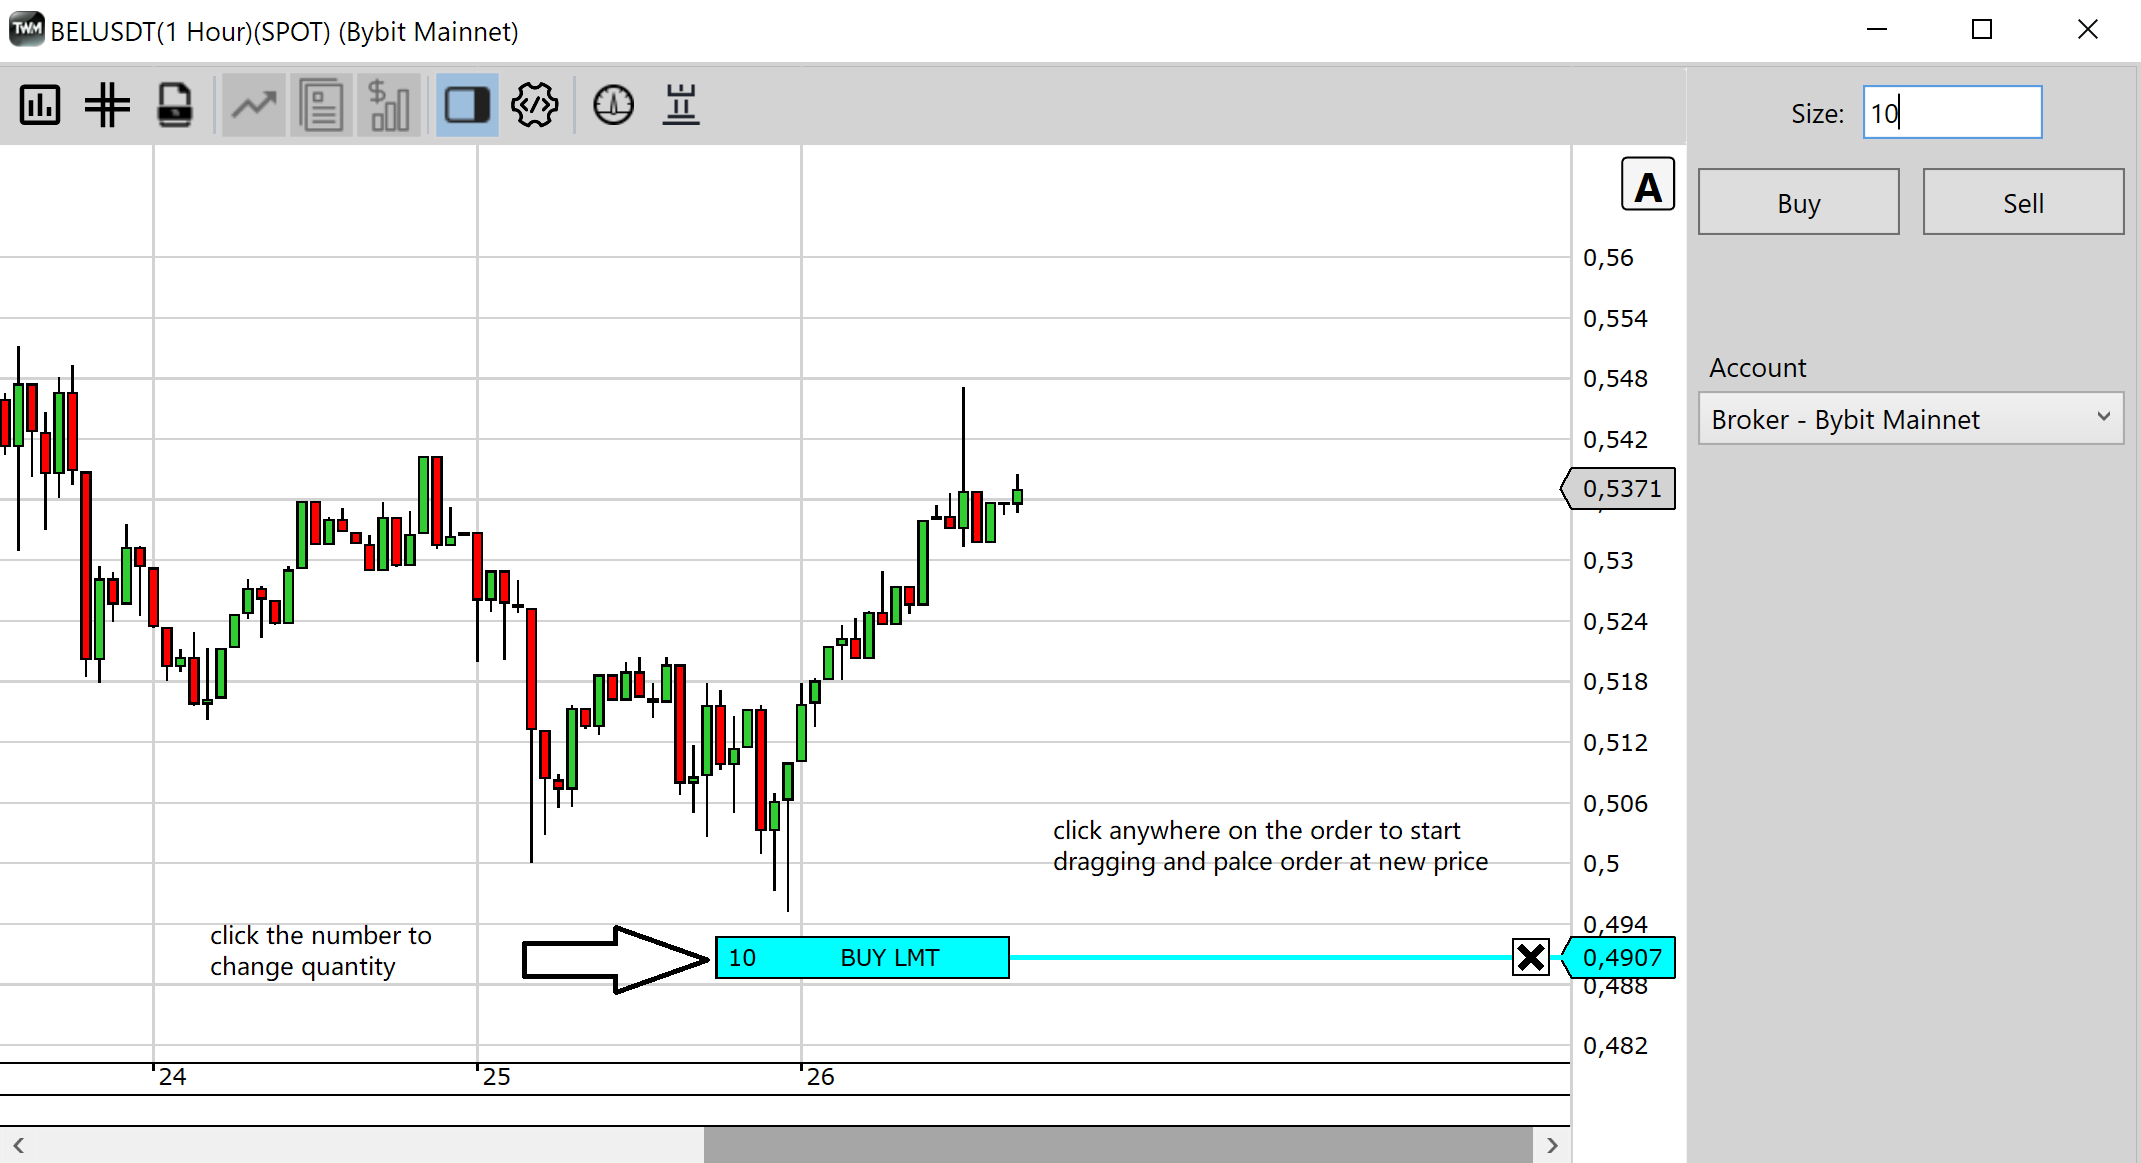 TWM BELUSDT(1 Hour)(SPOT) (Bybit Mainnet)
Size: 10
Buy Sell
Account
Broker - Bybit Mainnet
A
0,56
0,554
0,548
0,542
0,5371
0,53
0,524
0,518
0,512
0,506
0,5
0,494
0,4907
0,488
0,482
click anywhere on the order to start
dragging and palce order at new price
click the number to
change quantity
10 BUY LMT
24 25 26